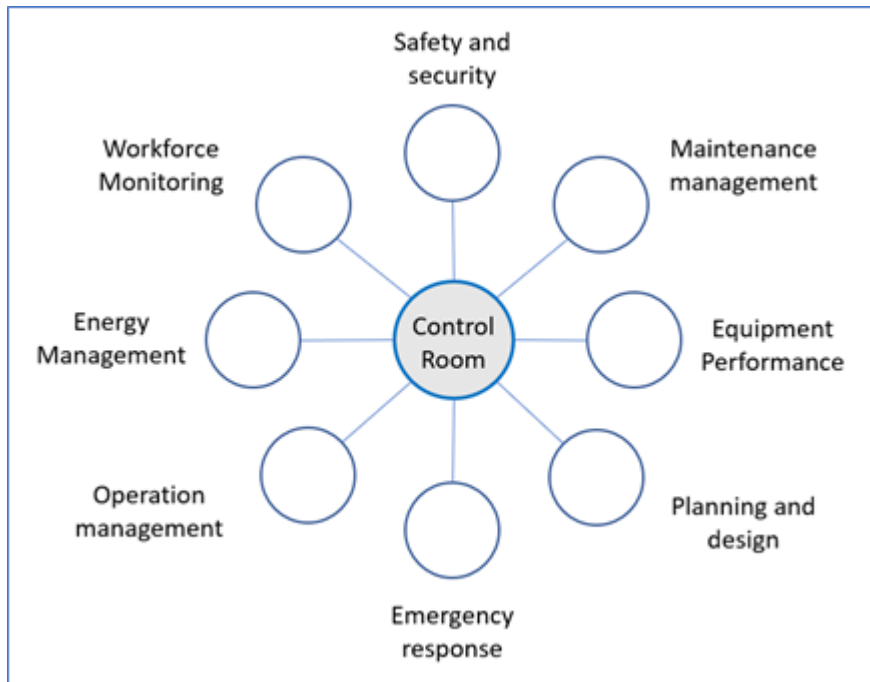 Safety and
security
Workforce
Monitoring
Maintenance
management
Energy
Management
Control
Room
Equipment
Performance
Operation
management
Planning and
design
Emergency
response